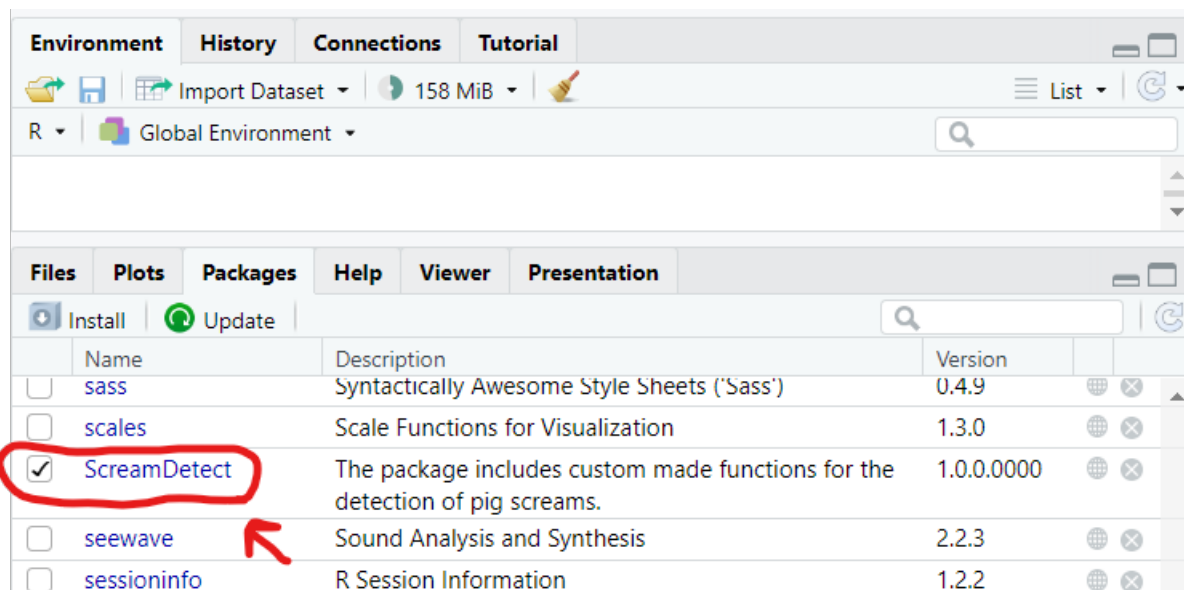 Environment History Connections Tutorial
Import Dataset 158 MiB List
R Global Environment
Files Plots Packages Help Viewer Presentation
Install Update
Name Description Version
sass Syntactically Awesome Style Sheets ('Sass') 0.4.9
scales Scale Functions for Visualization 1.3.0
ScreamDetect The package includes custom made functions for the 1.0.0.0000
detection of pig screams.
seewave Sound Analysis and Synthesis 2.2.3
sessioninfo R Session Information 1.2.2